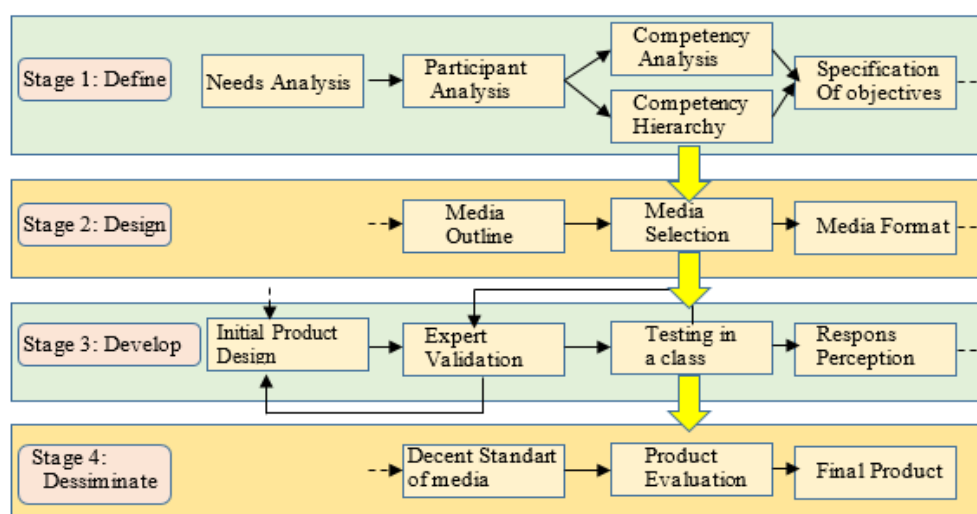 Stage 1: Define
Needs Analysis
Participant
Analysis
Competency
Analysis
Competency
Hierarchy
Specification
Of objectives
Stage 2: Design
Media
Outline
Media
Selection
Media Format
Stage 3: Develop
Initial Product
Design
Expert
Validation
Testing in
a class
Respons
Perception
Stage 4:
Dessiminate
Decent Standart
of media
Product
Evaluation
Final Product